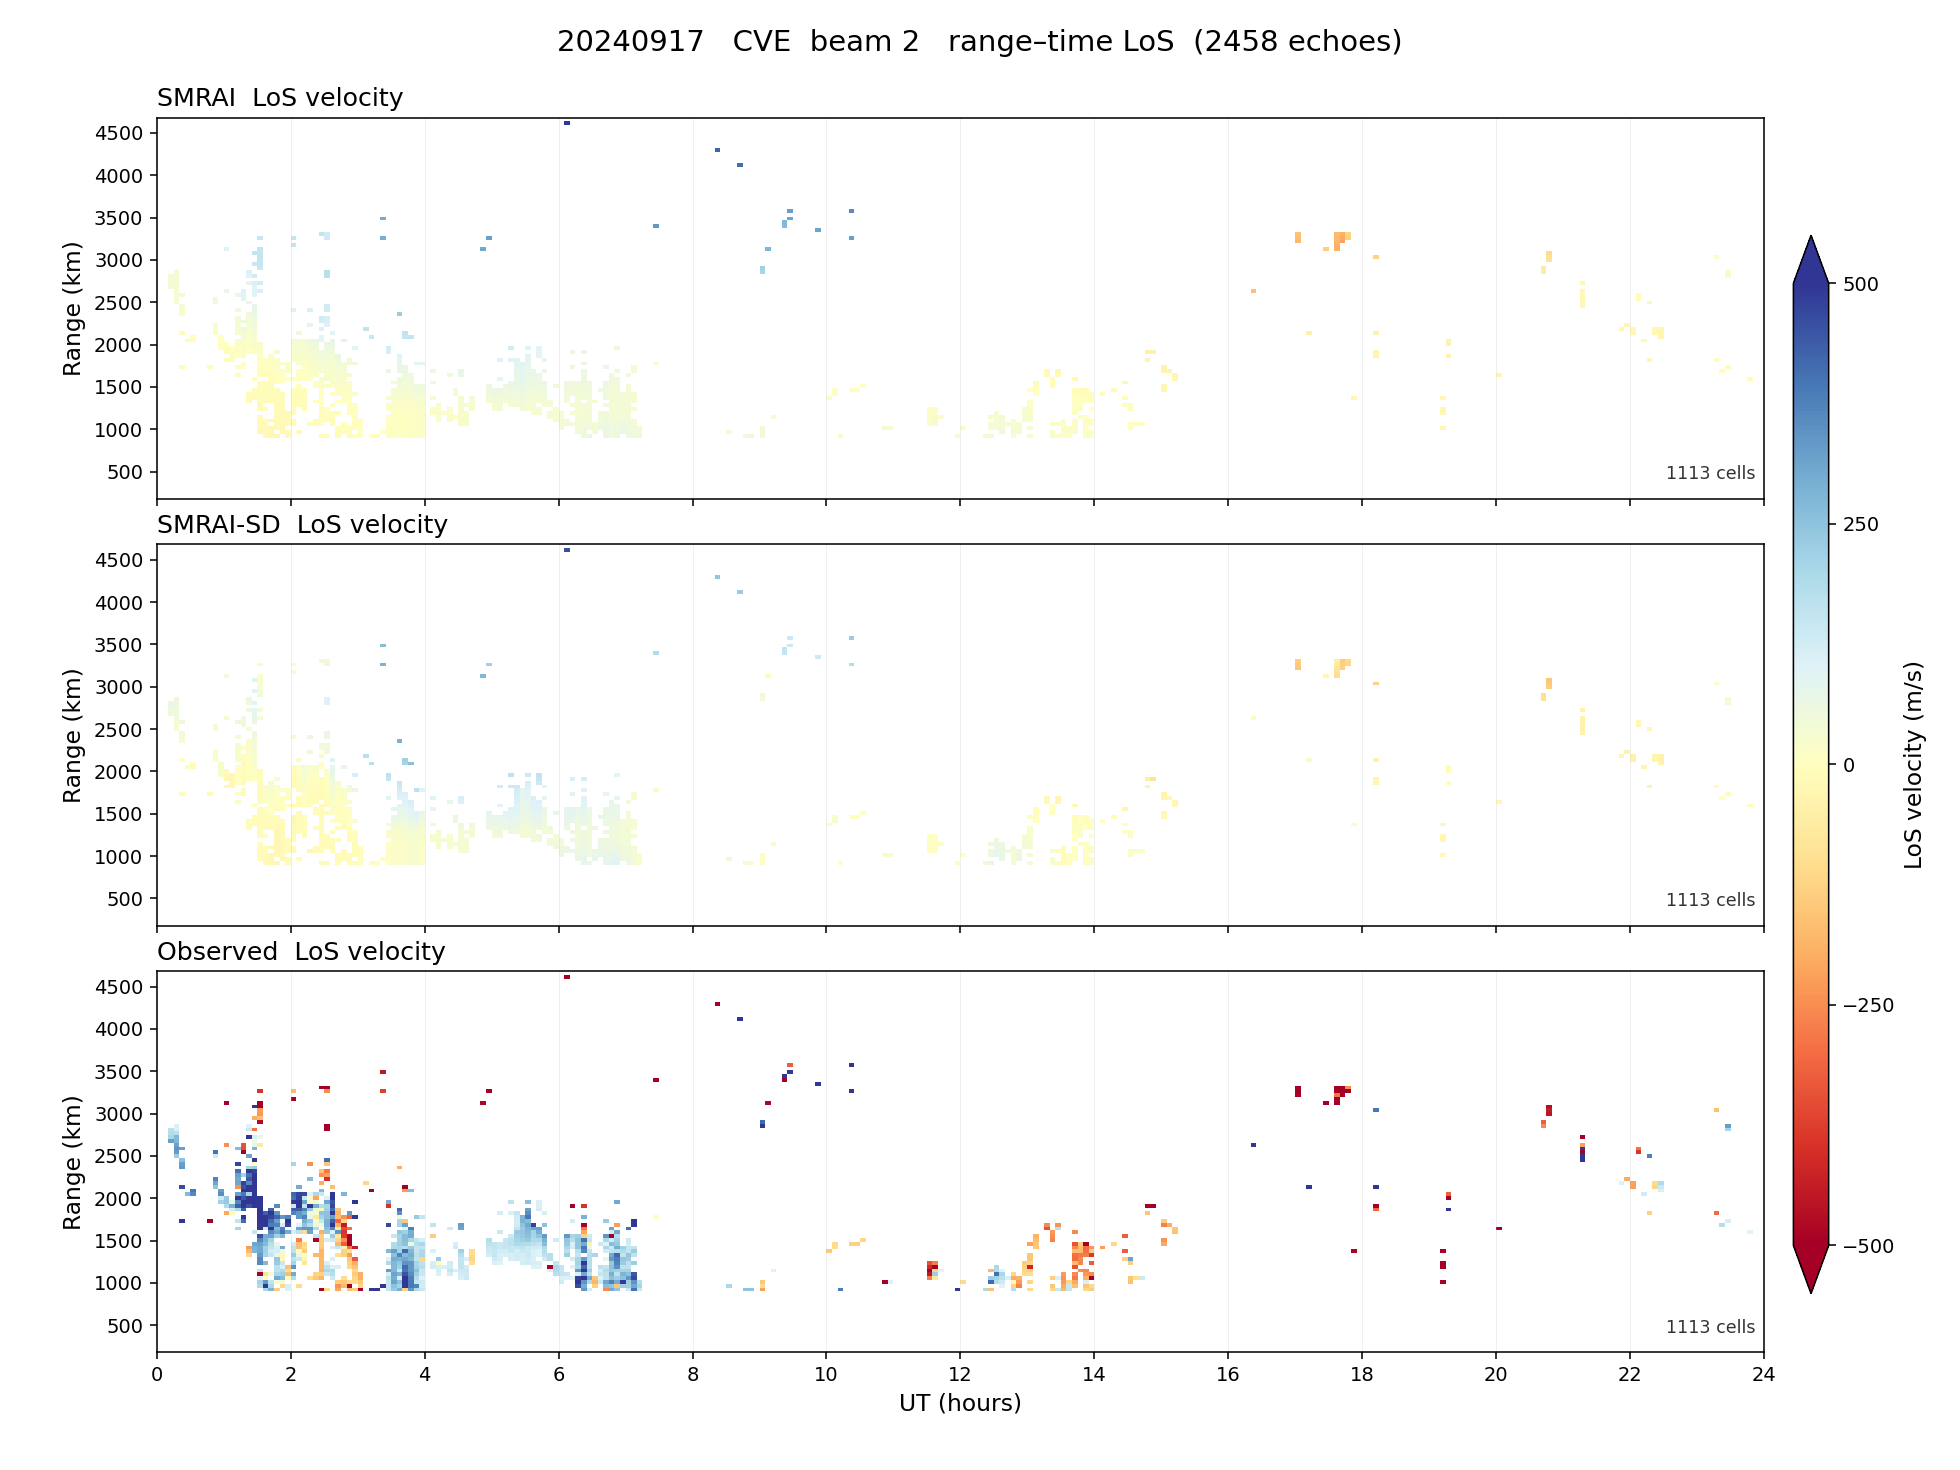 20240917   CVE  beam 2   range–time LoS  (2458 echoes)
SMRAI  LoS velocity
4500
4000
3500
3000
2500
2000
1500
1000
500
Range (km)
1113 cells
SMRAI-SD  LoS velocity
4500
4000
3500
3000
2500
2000
1500
1000
500
Range (km)
1113 cells
Observed  LoS velocity
4500
4000
3500
3000
2500
2000
1500
1000
500
Range (km)
1113 cells
0 2 4 6 8 10 12 14 16 18 20 22 24
UT (hours)
500
250
0
−250
−500
LoS velocity (m/s)